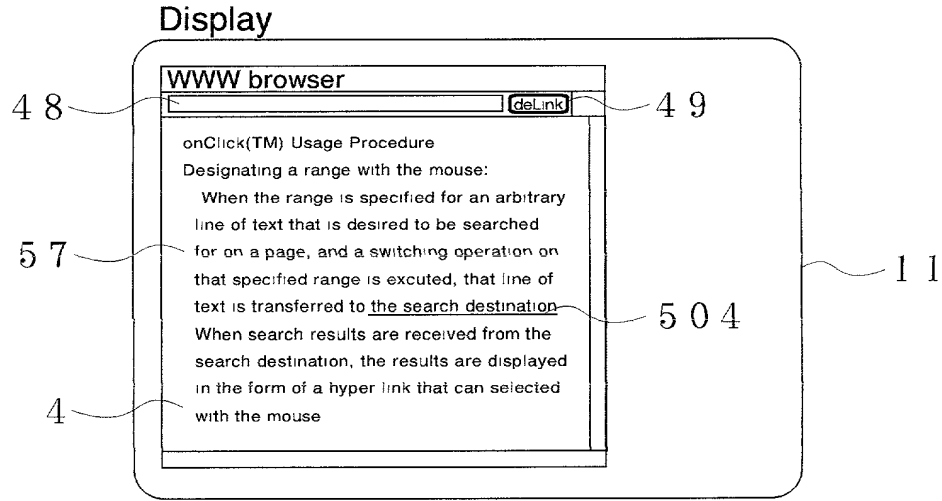 Display
WWW browser
48 deLink 49
onClick(TM) Usage Procedure
Designating a range with the mouse:
When the range is specified for an arbitrary
line of text that is desired to be searched
57 for on a page, and a switching operation on
11
that specified range is excuted, that line of
text is transferred to the search destination 504
When search results are received from the
search destination, the results are displayed
in the form of a hyper link that can selected
4 with the mouse